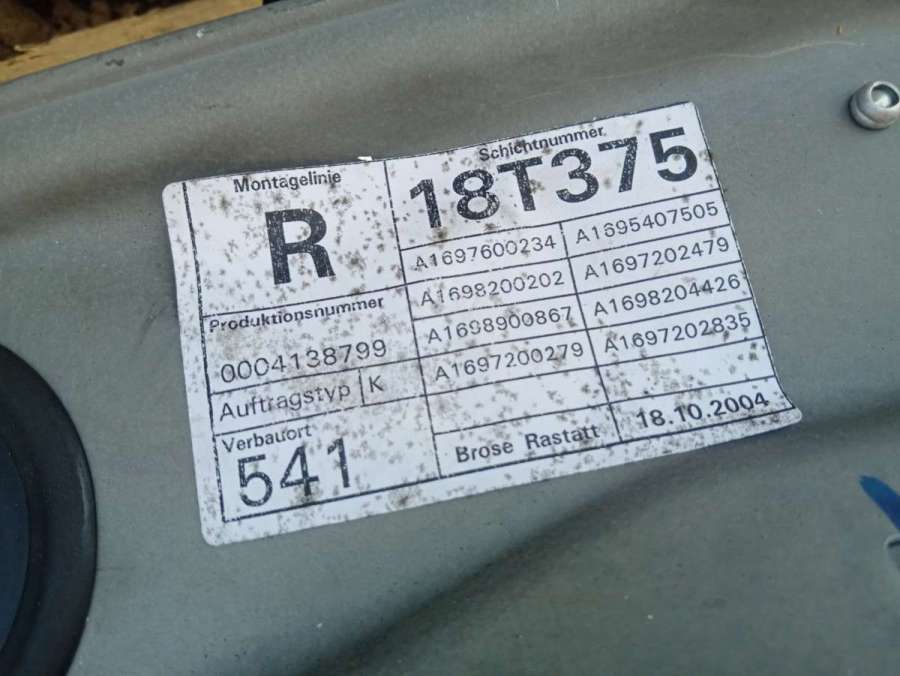 Montagelinie
R
Schichtnummer
18T375
A1697600234 A1695407505
A1698200202 A1697202479
A1698900867 A1698204426
A1697200279 A1697202835
Produktionsnummer
0004138799
Auftragstyp K
Verbauort
541
Brose Rastatt 18.10.2004